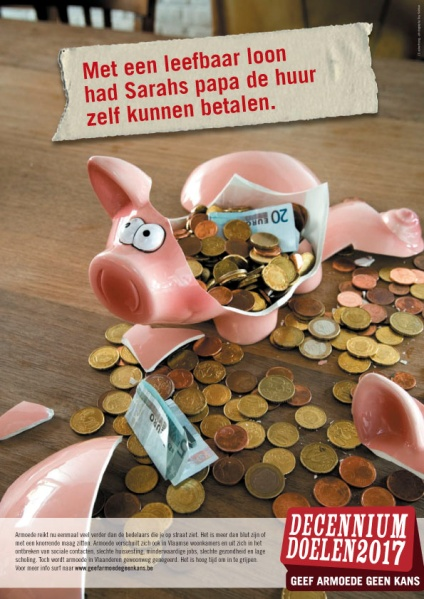 Met een leefbaar loon
had Sarahs papa de huur
zelf kunnen betalen.
20 EURO
Armoede reikt nu eenmaal veel verder dan de bedelaars die je op straat ziet. Het is meer dan blut zijn of
met een knorrende maag zitten. Armoede verschuilt zich ook in Vlaamse woonkamers en uit zich in het
ontbreken van sociale contacten, slechte huisvesting, minderwaardige jobs, slechte gezondheid en lage
scholing. Toch wordt armoede in Vlaanderen gewoonweg genegeerd. Het is hoog tijd om in te grijpen.
Voor meer info surf naar www.geefarmoedegeenkans.be
DECENNIUM
DOELEN2017
GEEF ARMOEDE GEEN KANS